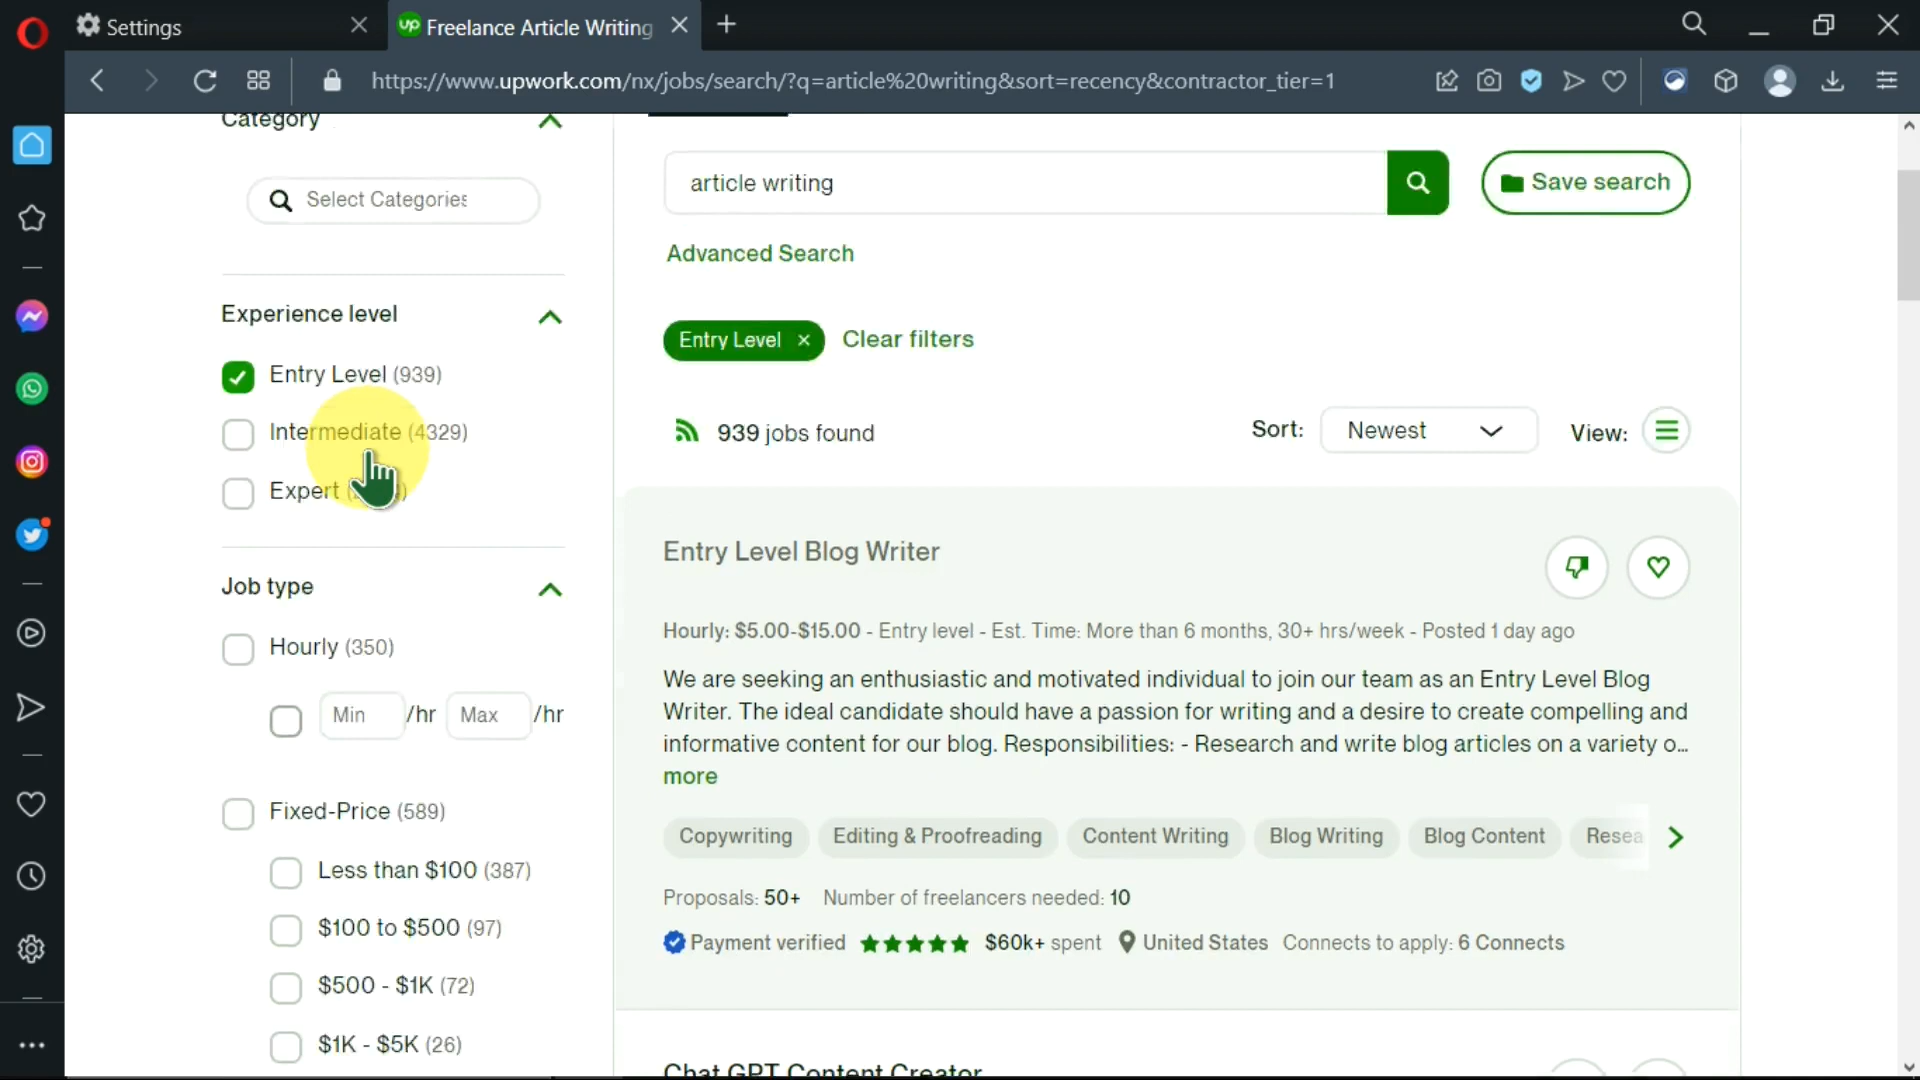 Settings
Freelance Article Writing
https://www.upwork.com/nx/jobs/search/?q=article%20writing&sort=recency&contractor_tier=1
Category
Select Categories
Experience level
Entry Level (939)
Intermediate (4329)
Expert
Job type
Hourly (350)
Min /hr Max /hr
Fixed-Price (589)
Less than $100 (387)
$100 to $500 (97)
$500 - $1K (72)
$1K - $5K (26)
article writing
Save search
Advanced Search
Entry Level × Clear filters
939 jobs found
Sort: Newest View:
Entry Level Blog Writer
Hourly: $5.00-$15.00 - Entry level - Est. Time: More than 6 months, 30+ hrs/week - Posted 1 day ago
We are seeking an enthusiastic and motivated individual to join our team as an Entry Level Blog
Writer. The ideal candidate should have a passion for writing and a desire to create compelling and
informative content for our blog. Responsibilities: - Research and write blog articles on a variety o...
more
Copywriting Editing & Proofreading Content Writing Blog Writing Blog Content Resea
Proposals: 50+ Number of freelancers needed: 10
Payment verified $60k+ spent United States Connects to apply: 6 Connects
Chat GPT Content Creator